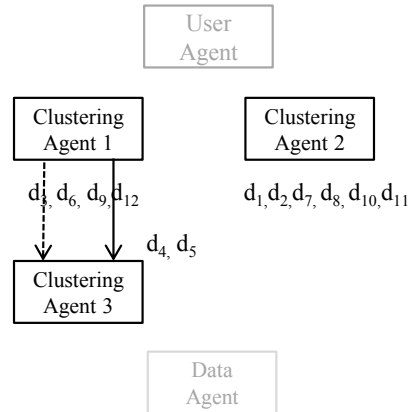 User
Agent
Clustering
Agent 1
Clustering
Agent 2
d3, d6, d9, d12
d1, d2, d7, d8, d10, d11
d4, d5
Clustering
Agent 3
Data
Agent